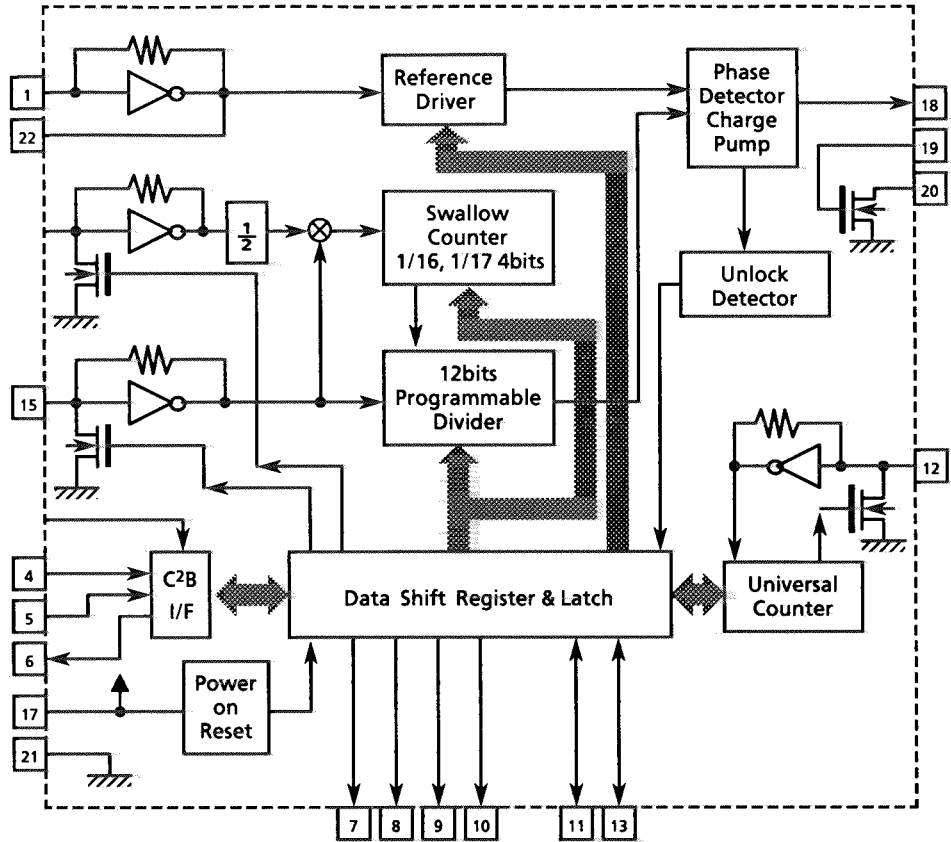 1
22
Reference
Driver
Phase
Detector
Charge
Pump
18
19
20
1/2
Swallow
Counter
1/16, 1/17 4bits
Unlock
Detector
15
12bits
Programmable
Divider
12
4
5
6
17
21
C²B
I/F
Data Shift Register & Latch
Universal
Counter
Power
on
Reset
7
8
9
10
11
13